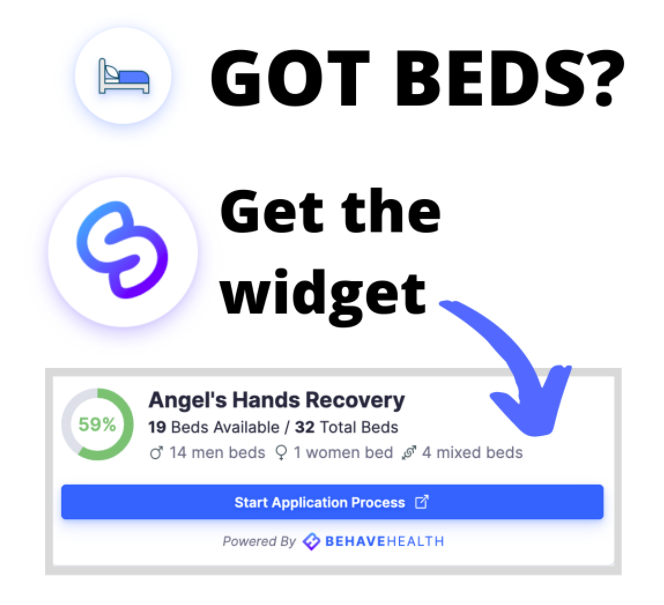 GOT BEDS?
Get the
widget
59%
Angel's Hands Recovery
19 Beds Available / 32 Total Beds
14 men beds 1 women bed 4 mixed beds
Start Application Process
Powered By BEHAVEHEALTH